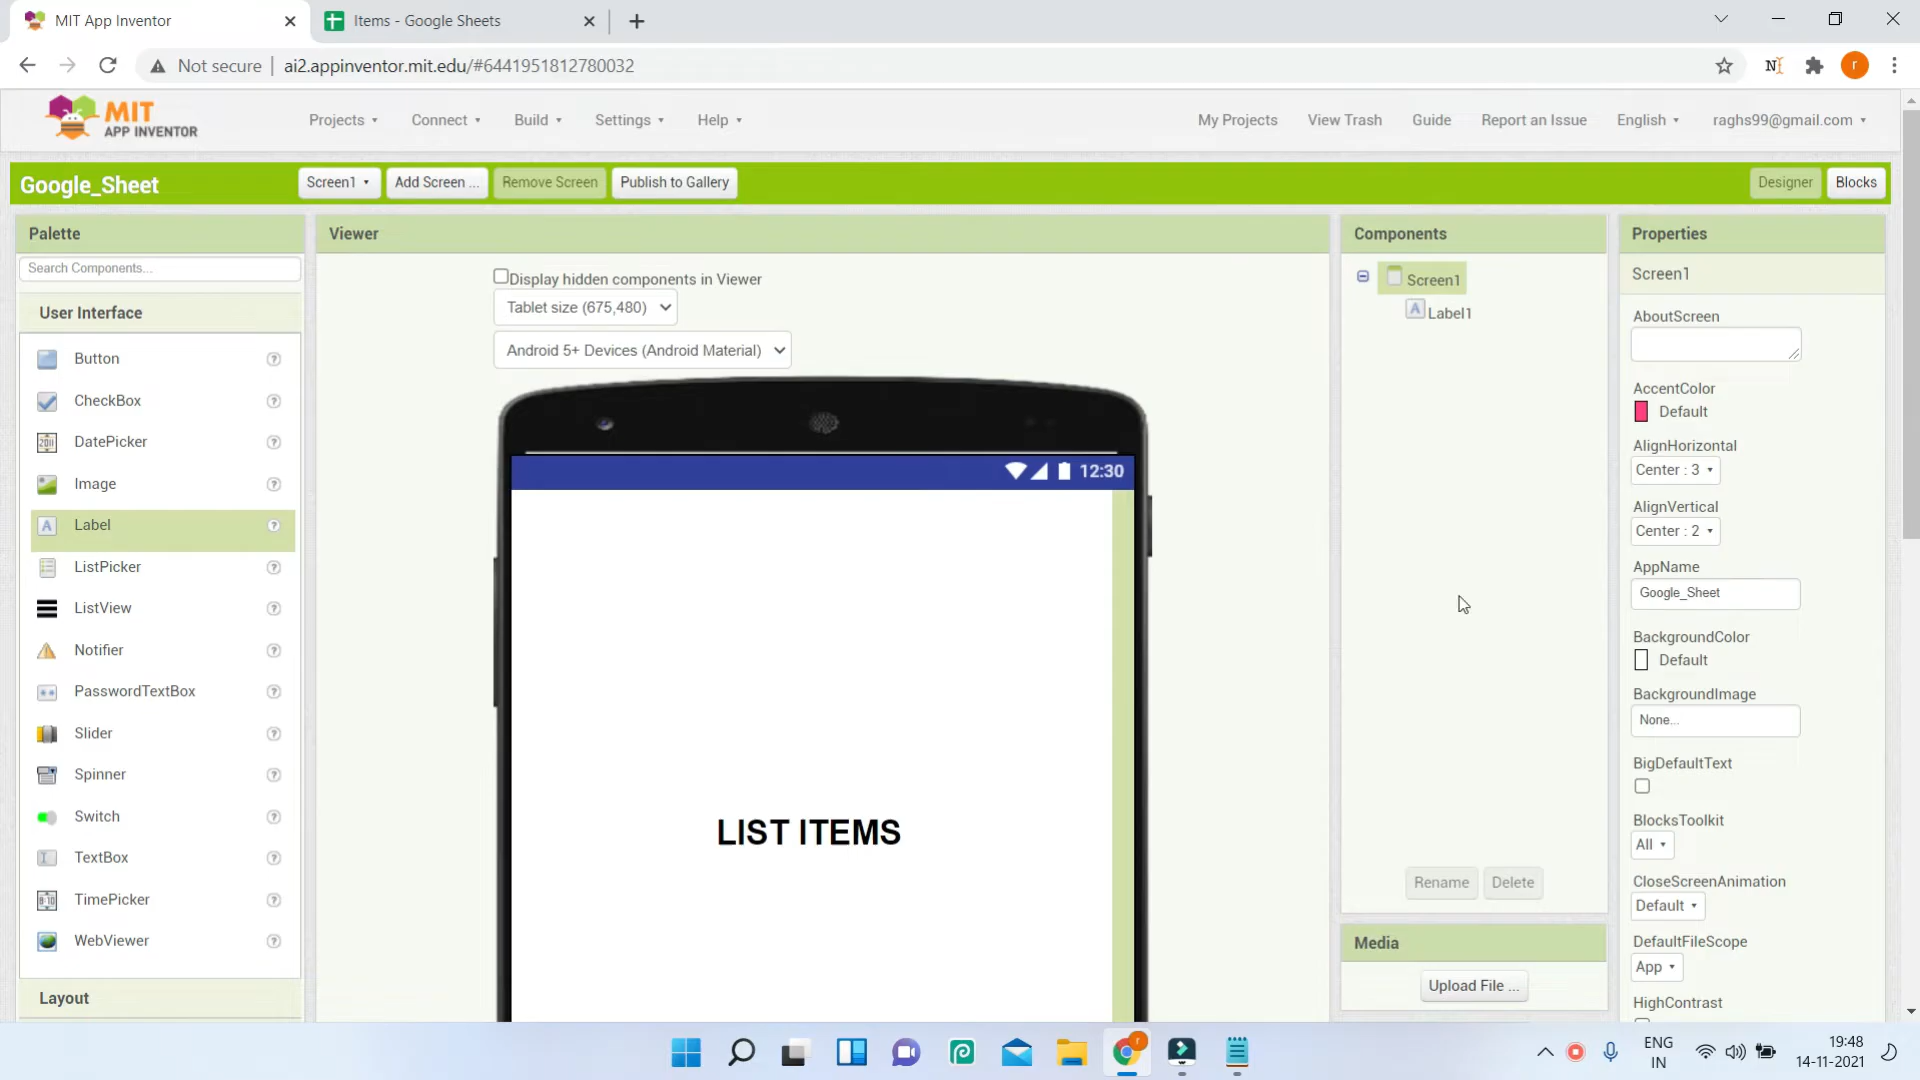 MIT App Inventor
Items - Google Sheets
Not secure
ai2.appinventor.mit.edu/#6441951812780032
r
MIT
APP INVENTOR
Projects
Connect
Build
Settings
Help
My Projects
View Trash
Guide
Report an Issue
English
raghs99@gmail.com
Google_Sheet
Screen1
Add Screen ...
Remove Screen
Publish to Gallery
Designer
Blocks
Palette
Search Components...
User Interface
Button
CheckBox
DatePicker
Image
Label
ListPicker
ListView
Notifier
PasswordTextBox
Slider
Spinner
Switch
TextBox
TimePicker
WebViewer
Layout
Viewer
Display hidden components in Viewer
Tablet size (675,480)
Android 5+ Devices (Android Material)
12:30
LIST ITEMS
Components
Screen1
Label1
Rename
Delete
Media
Upload File ...
Properties
Screen1
AboutScreen
AccentColor
Default
AlignHorizontal
Center : 3
AlignVertical
Center : 2
AppName
Google_Sheet
BackgroundColor
Default
BackgroundImage
None...
BigDefaultText
BlocksToolkit
All
CloseScreenAnimation
Default
DefaultFileScope
App
HighContrast
ENG
IN
19:48
14-11-2021